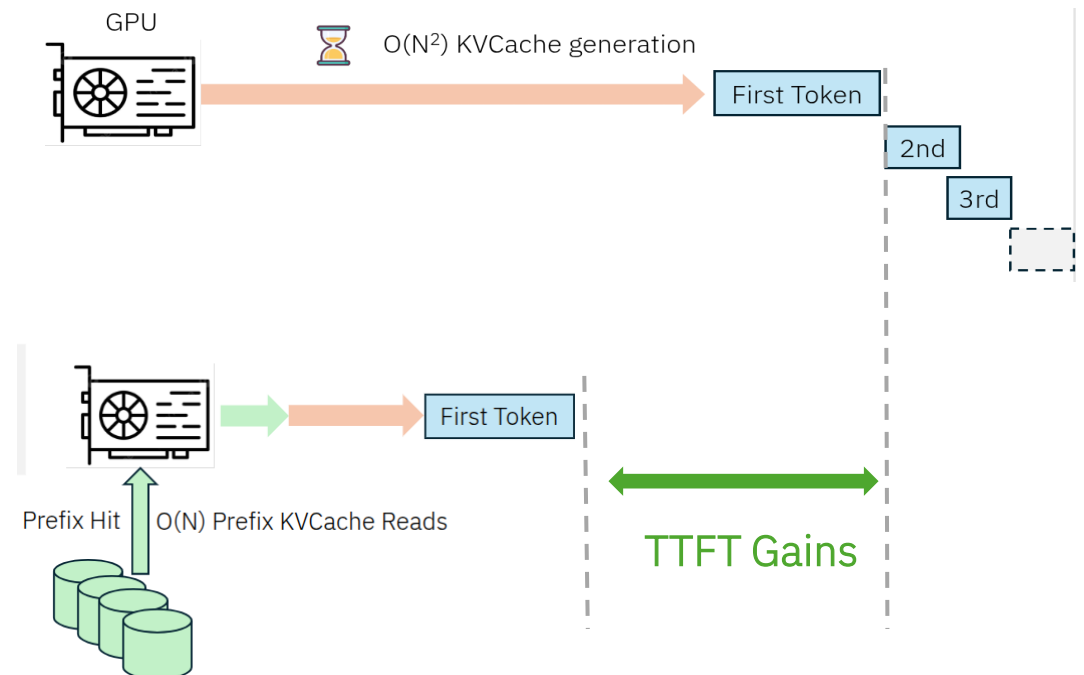 GPU
O(N²) KVCache generation
First Token
2nd
3rd
First Token
Prefix Hit
O(N) Prefix KVCache Reads
TTFT Gains